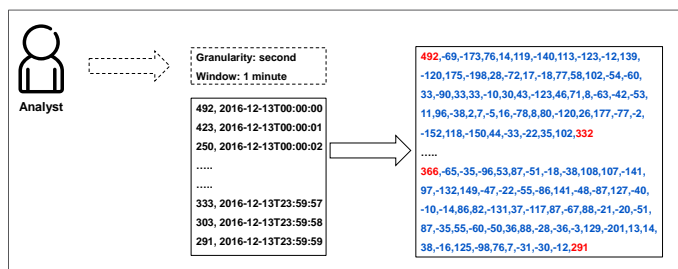 Analyst
Granularity: second
Window: 1 minute
492, 2016-12-13T00:00:00
423, 2016-12-13T00:00:01
250, 2016-12-13T00:00:02
.....
.....
333, 2016-12-13T23:59:57
303, 2016-12-13T23:59:58
291, 2016-12-13T23:59:59
492,-69,-173,76,14,119,-140,113,-123,-12,139,
-120,175,-198,28,-72,17,-18,77,58,102,-54,-60,
33,-90,33,33,-10,30,43,-123,46,71,8,-63,-42,-53,
11,96,-38,2,7,-5,16,-78,8,80,-120,26,177,-77,-2,
-152,118,-150,44,-33,-22,35,102,332
.....
366,-65,-35,-96,53,87,-51,-18,-38,108,107,-141,
97,-132,149,-47,-22,-55,-86,141,-48,-87,127,-40,
-10,-14,86,82,-131,37,-117,87,-67,88,-21,-20,-51,
87,-35,55,-60,-50,36,88,-28,-36,-3,129,-201,13,14,
38,-16,125,-98,76,7,-31,-30,-12,291